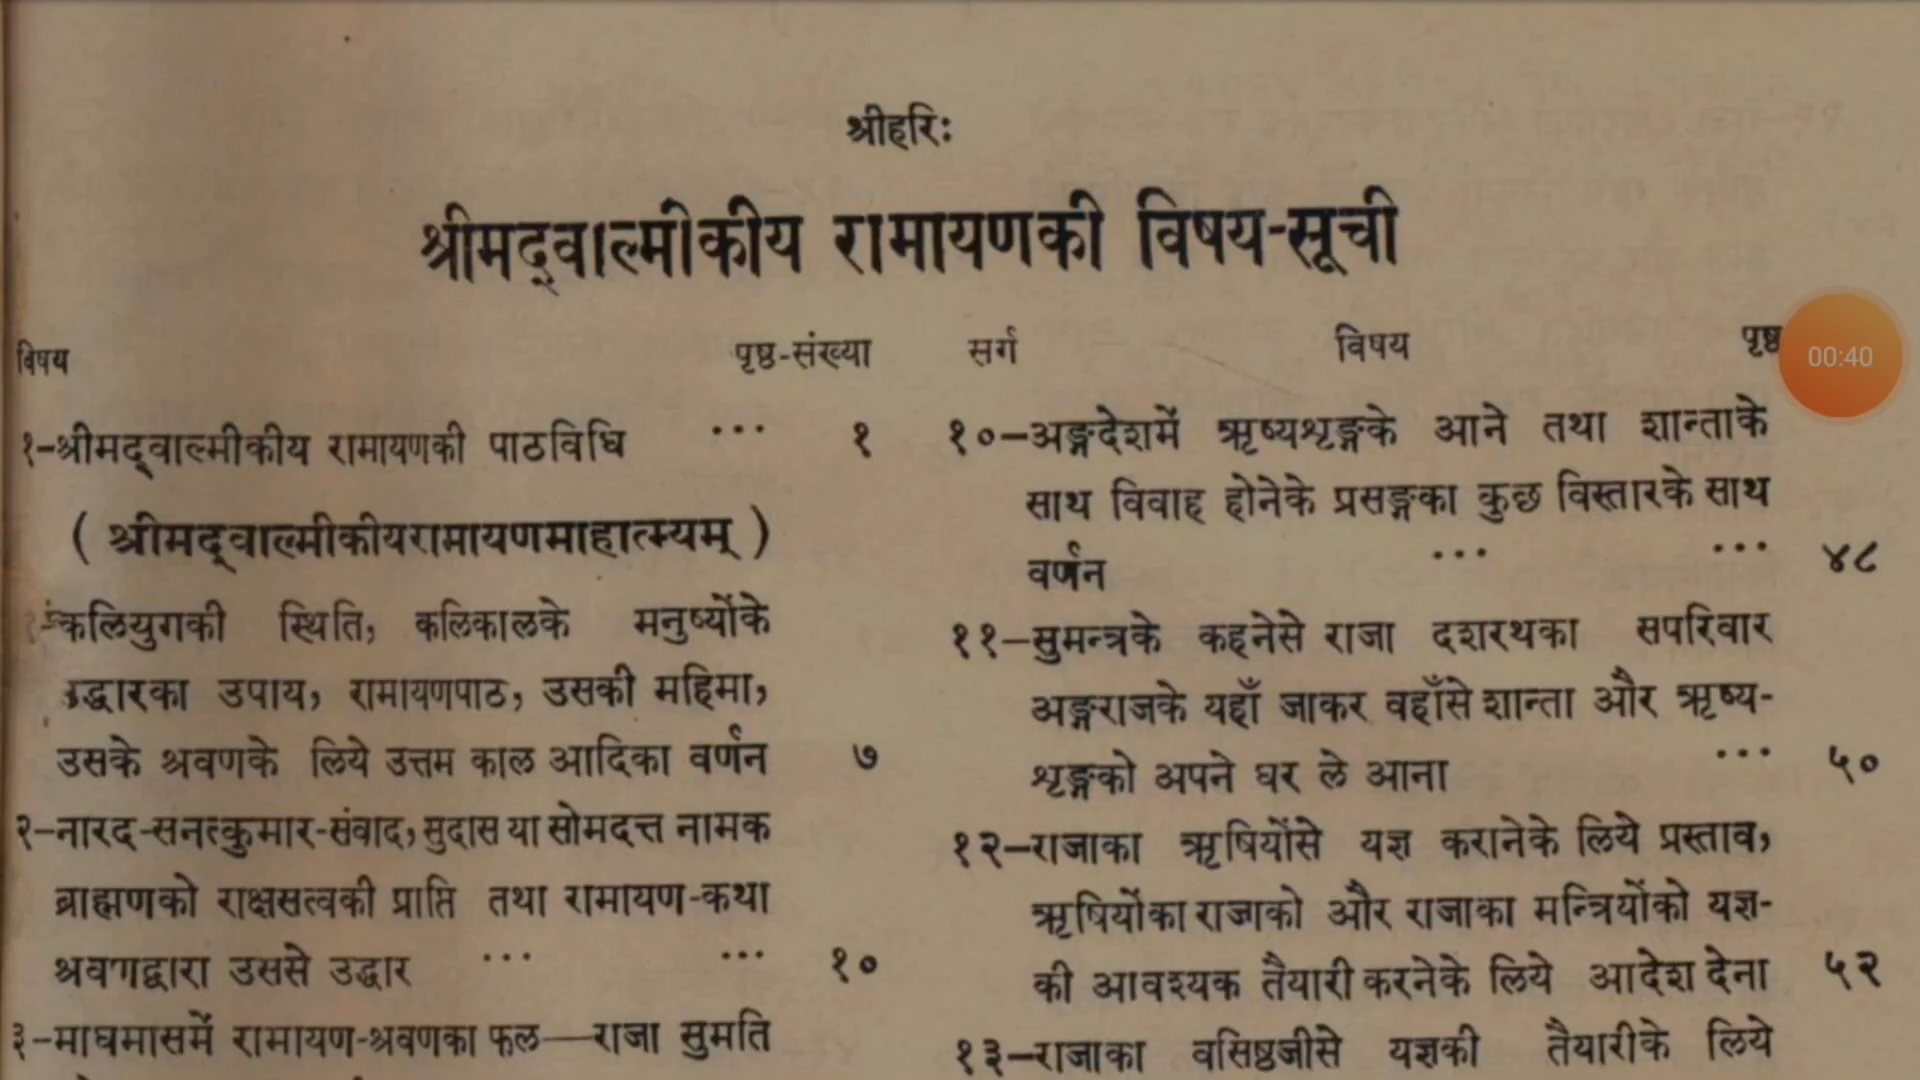 श्रीहरिः
श्रीमद्वाल्मीकीय रामायणकी विषय-सूची
विषय पृष्ठ-संख्या
१-श्रीमद्वाल्मीकीय रामायणकी पाठविधि ... १
( श्रीमद्वाल्मीकीयरामायणमाहात्म्यम् )
कलियुगकी स्थिति, कलिकालके मनुष्योंके
उद्धारका उपाय, रामायणपाठ, उसकी महिमा,
उसके श्रवणके लिये उत्तम काल आदिका वर्णन ७
२-नारद-सनत्कुमार-संवाद, सुदास या सोमदत्त नामक
ब्राह्मणको राक्षसत्वकी प्राप्ति तथा रामायण-कथा
श्रवणद्वारा उससे उद्धार ... ... १०
३-माघमासमें रामायण-श्रवणका फल—राजा सुमति
सर्ग विषय पृष्ठ
१०-अङ्गदेशमें ऋष्यशृङ्गके आने तथा शान्ताके
साथ विवाह होनेके प्रसङ्गका कुछ विस्तारके साथ
वर्णन ... ... ४८
११-सुमन्त्रके कहनेसे राजा दशरथका सपरिवार
अङ्गराजके यहाँ जाकर वहाँसे शान्ता और ऋष्य-
शृङ्गको अपने घर ले आना ... ५०
१२-राजाका ऋषियोंसे यज्ञ करानेके लिये प्रस्ताव,
ऋषियोंका राजाको और राजाका मन्त्रियोंको यज्ञ-
की आवश्यक तैयारी करनेके लिये आदेश देना ५२
१३-राजाका वसिष्ठजीसे यज्ञकी तैयारीके लिये
00:40